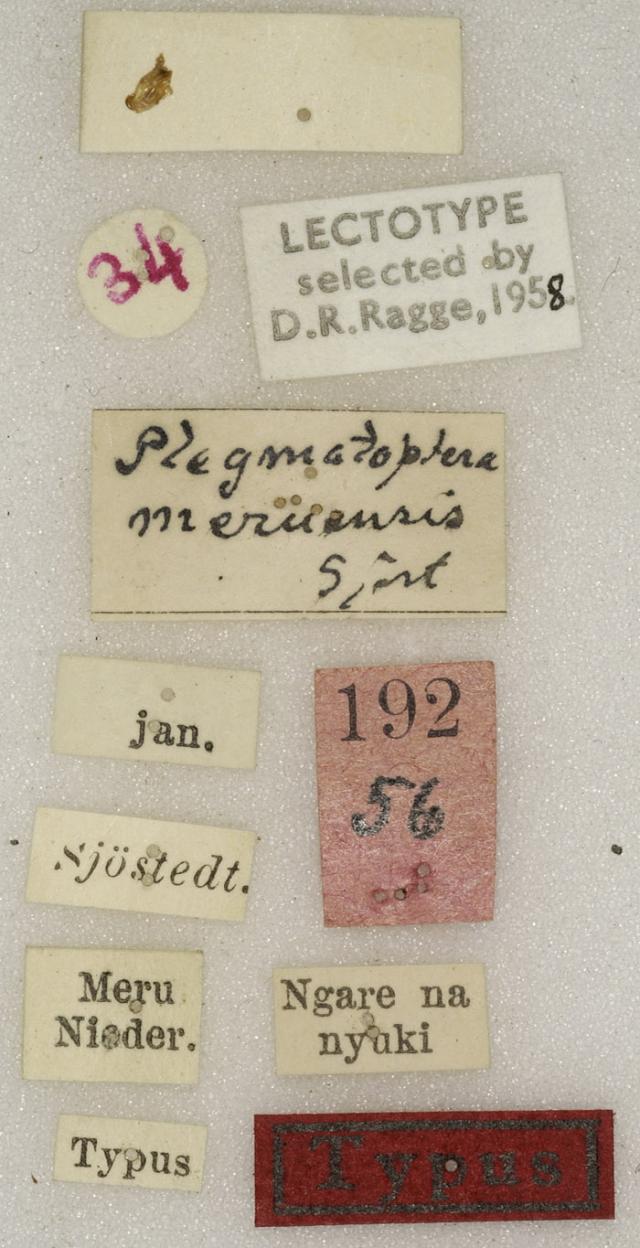 34
LECTOTYPE
selected by
D.R.Ragge, 1958.
Plegmatoptera
meruensis
Sjöst
jan.
192
56
Sjöstedt.
Meru
Nieder.
Ngare na
nyuki
Typus
Typus